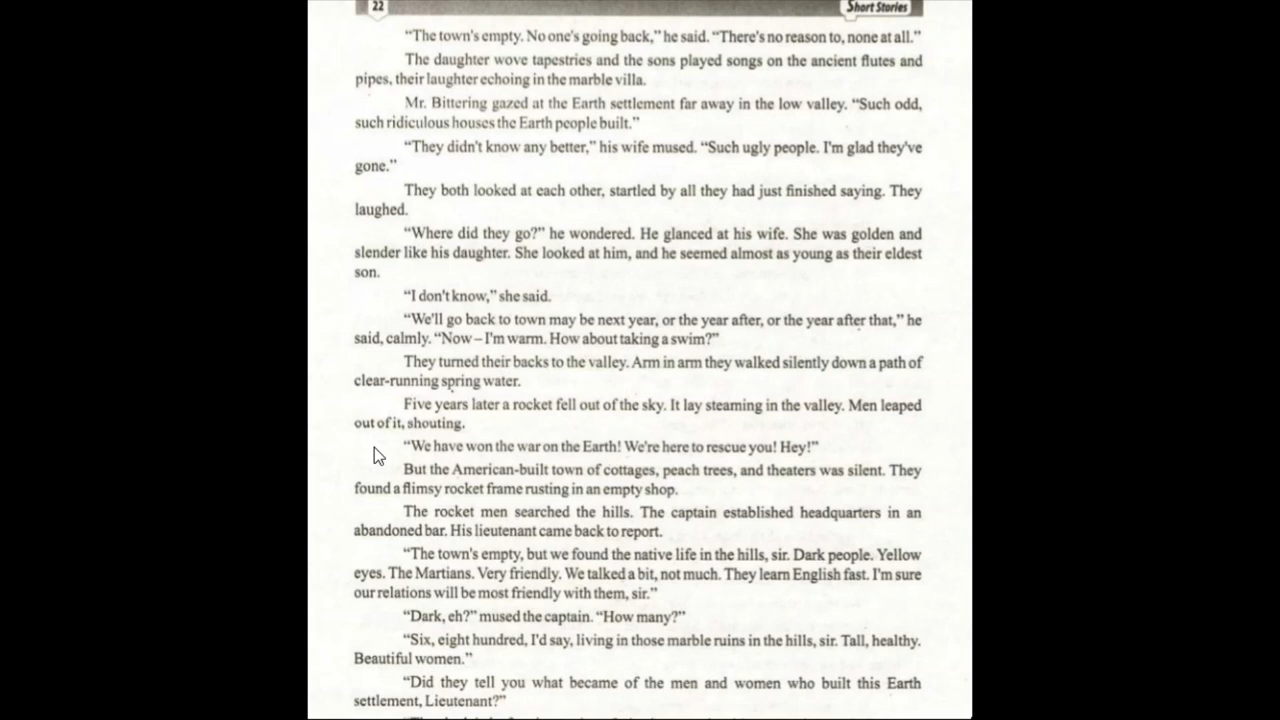 22 Short Stories
“The town's empty. No one's going back,” he said. “There's no reason to, none at all.”
The daughter wove tapestries and the sons played songs on the ancient flutes and
pipes, their laughter echoing in the marble villa.
Mr. Bittering gazed at the Earth settlement far away in the low valley. “Such odd,
such ridiculous houses the Earth people built.”
“They didn't know any better,” his wife mused. “Such ugly people. I'm glad they've
gone.”
They both looked at each other, startled by all they had just finished saying. They
laughed.
“Where did they go?” he wondered. He glanced at his wife. She was golden and
slender like his daughter. She looked at him, and he seemed almost as young as their eldest
son.
“I don't know,” she said.
“We'll go back to town may be next year, or the year after, or the year after that,” he
said, calmly. “Now – I'm warm. How about taking a swim?”
They turned their backs to the valley. Arm in arm they walked silently down a path of
clear-running spring water.
Five years later a rocket fell out of the sky. It lay steaming in the valley. Men leaped
out of it, shouting.
“We have won the war on the Earth! We're here to rescue you! Hey!”
But the American-built town of cottages, peach trees, and theaters was silent. They
found a flimsy rocket frame rusting in an empty shop.
The rocket men searched the hills. The captain established headquarters in an
abandoned bar. His lieutenant came back to report.
“The town's empty, but we found the native life in the hills, sir. Dark people. Yellow
eyes. The Martians. Very friendly. We talked a bit, not much. They learn English fast. I'm sure
our relations will be most friendly with them, sir.”
“Dark, eh?” mused the captain. “How many?”
“Six, eight hundred, I'd say, living in those marble ruins in the hills, sir. Tall, healthy.
Beautiful women.”
“Did they tell you what became of the men and women who built this Earth
settlement, Lieutenant?”